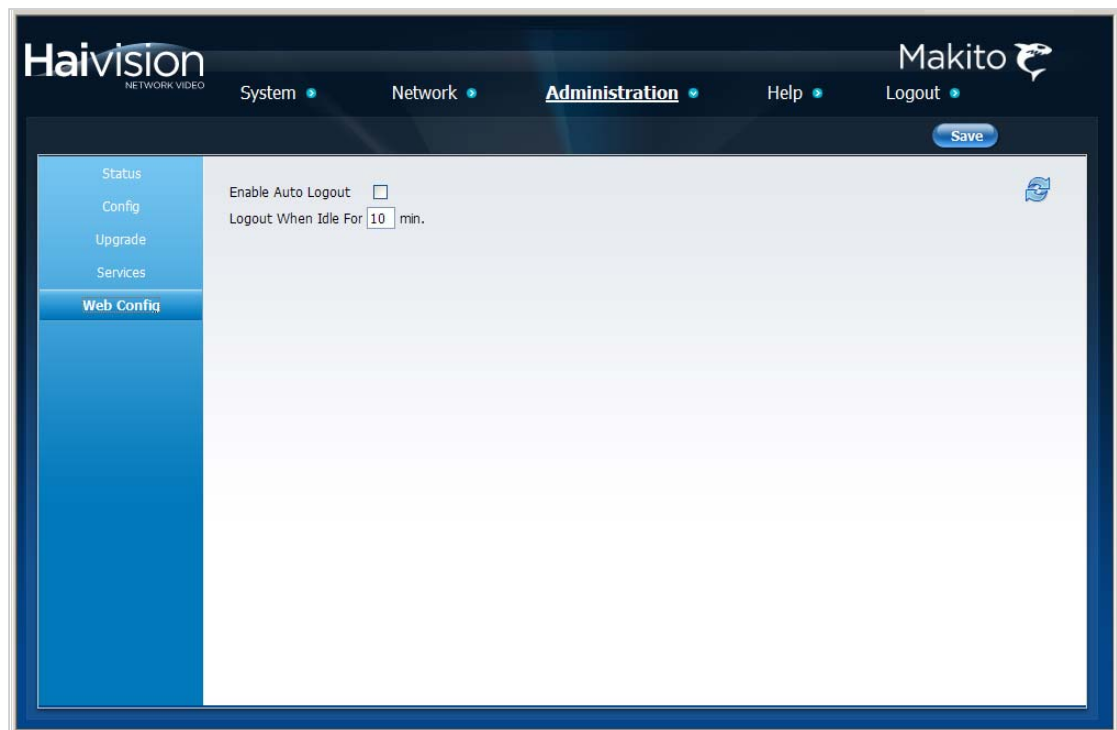 Haivision
NETWORK VIDEO
Makito
System
Network
Administration
Help
Logout
Save
Status
Config
Upgrade
Services
Web Config
Enable Auto Logout
Logout When Idle For 10 min.